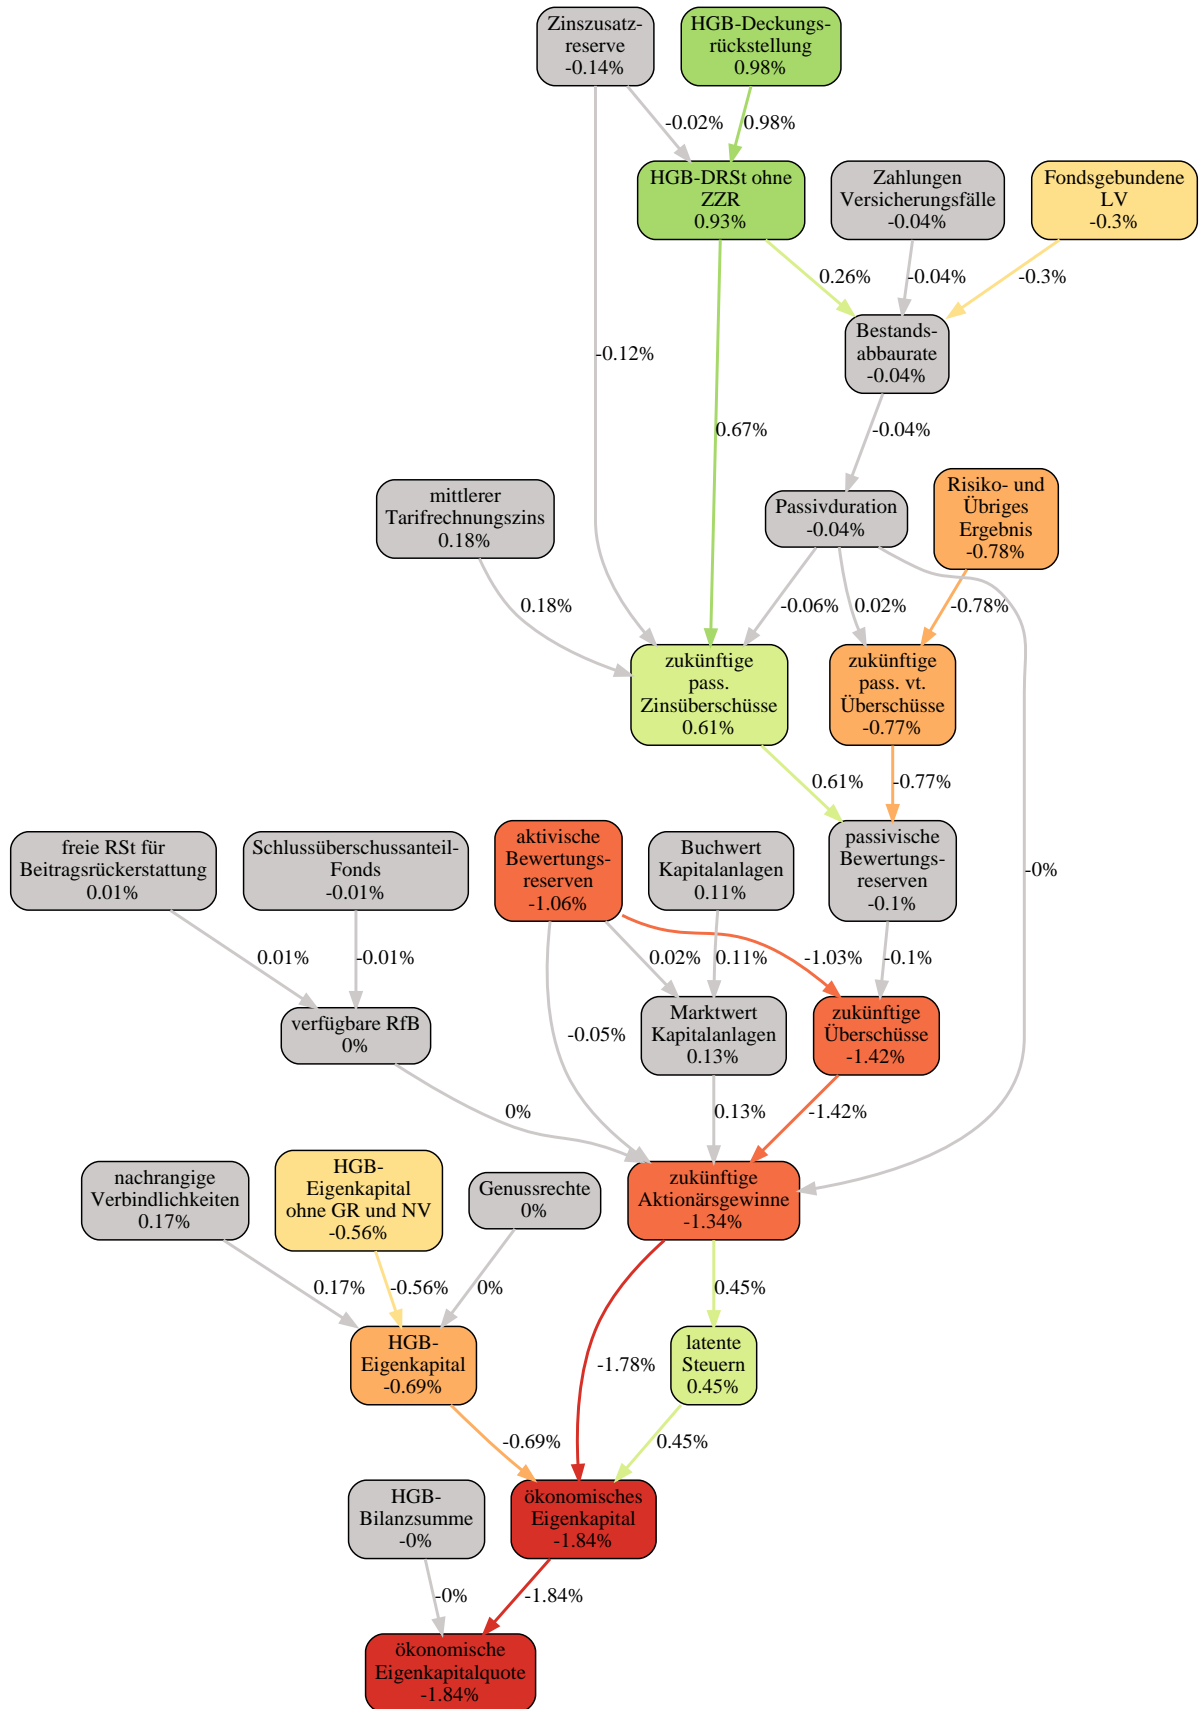 Zinszusatz-
reserve
-0.14%
HGB-Deckungs-
rückstellung
0.98%
-0.02%
0.98%
HGB-DRSt ohne
ZZR
0.93%
Zahlungen
Versicherungsfälle
-0.04%
Fondsgebundene
LV
-0.3%
0.26%
-0.04%
-0.3%
Bestands-
abbaurate
-0.04%
-0.12%
0.67%
-0.04%
mittlerer
Tarifrechnungszins
0.18%
Passivduration
-0.04%
Risiko- und
Übriges
Ergebnis
-0.78%
0.18%
-0.06%
0.02%
-0.78%
zukünftige
pass.
Zinsüberschüsse
0.61%
zukünftige
pass. vt.
Überschüsse
-0.77%
0.61%
-0.77%
freie RSt für
Beitragsrückerstattung
0.01%
Schlussüberschussanteil-
Fonds
-0.01%
aktivische
Bewertungs-
reserven
-1.06%
Buchwert
Kapitalanlagen
0.11%
passivische
Bewertungs-
reserven
-0.1%
-0%
0.01%
-0.01%
0.02%
0.11%
-1.03%
-0.1%
verfügbare RfB
0%
-0.05%
Marktwert
Kapitalanlagen
0.13%
zukünftige
Überschüsse
-1.42%
0%
0.13%
-1.42%
nachrangige
Verbindlichkeiten
0.17%
HGB-
Eigenkapital
ohne GR und NV
-0.56%
Genussrechte
0%
zukünftige
Aktionärsgewinne
-1.34%
0.17%
-0.56%
0%
0.45%
HGB-
Eigenkapital
-0.69%
-1.78%
latente
Steuern
0.45%
-0.69%
0.45%
HGB-
Bilanzsumme
-0%
ökonomisches
Eigenkapital
-1.84%
-0%
-1.84%
ökonomische
Eigenkapitalquote
-1.84%